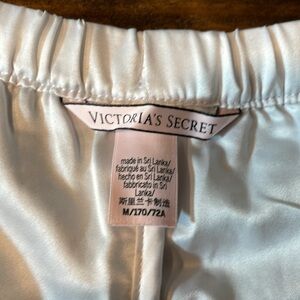 VICTORIA'S SECRET
made in Sri Lanka/
fabriqué au Sri Lanka/
hecho en Sri Lanka/
fabbricato in Sri
Lanka/
斯里兰卡制造
M/170/72A